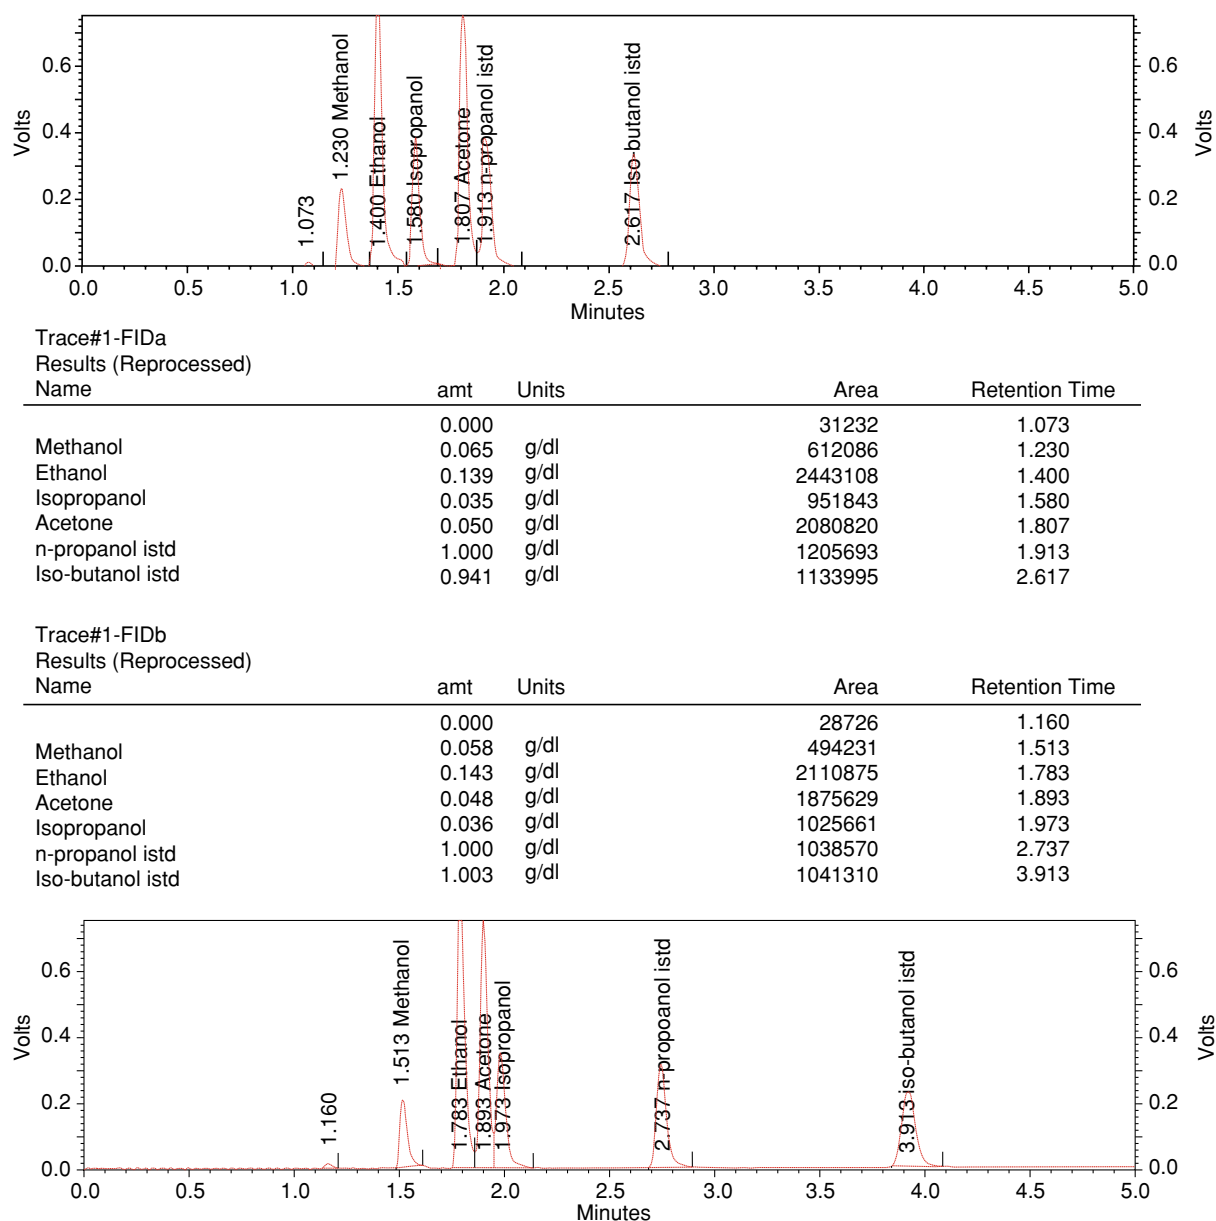 0.6
0.4
0.2
0.0
Volts
1.073
1.230 Methanol
1.400 Ethanol
1.580 Isopropanol
1.807 Acetone
1.913 n-propanol istd
2.617 Iso-butanol istd
0.6
0.4
0.2
0.0
Volts
0.0 0.5 1.0 1.5 2.0 2.5 3.0 3.5 4.0 4.5 5.0
Minutes
Trace#1-FIDa
Results (Reprocessed)
Name amt Units Area Retention Time
0.000 31232 1.073
Methanol 0.065 g/dl 612086 1.230
Ethanol 0.139 g/dl 2443108 1.400
Isopropanol 0.035 g/dl 951843 1.580
Acetone 0.050 g/dl 2080820 1.807
n-propanol istd 1.000 g/dl 1205693 1.913
Iso-butanol istd 0.941 g/dl 1133995 2.617
Trace#1-FIDb
Results (Reprocessed)
Name amt Units Area Retention Time
0.000 28726 1.160
Methanol 0.058 g/dl 494231 1.513
Ethanol 0.143 g/dl 2110875 1.783
Acetone 0.048 g/dl 1875629 1.893
Isopropanol 0.036 g/dl 1025661 1.973
n-propanol istd 1.000 g/dl 1038570 2.737
Iso-butanol istd 1.003 g/dl 1041310 3.913
0.6
0.4
0.2
0.0
Volts
1.160
1.513 Methanol
1.783 Ethanol
1.893 Acetone
1.973 Isopropanol
2.737 n-propoanol istd
3.913 iso-butanol istd
0.6
0.4
0.2
0.0
Volts
0.0 0.5 1.0 1.5 2.0 2.5 3.0 3.5 4.0 4.5 5.0
Minutes